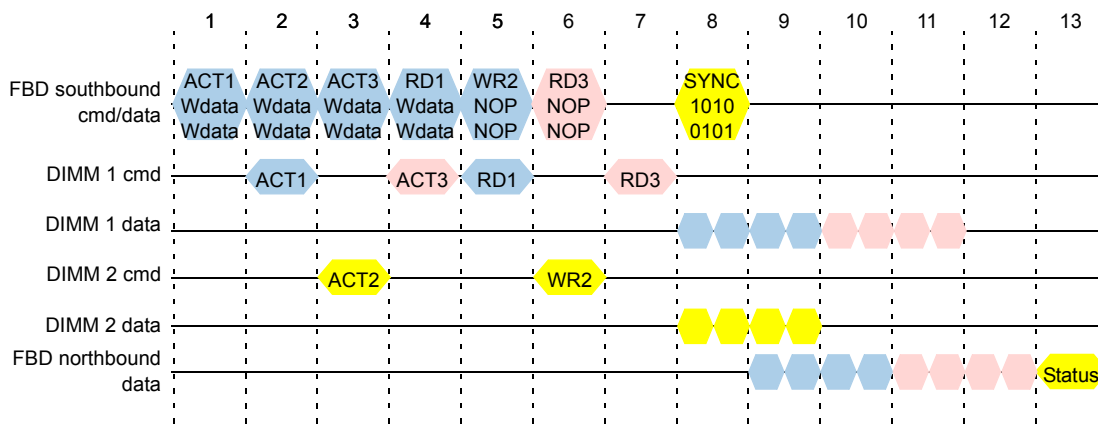 1 2 3 4 5 6 7 8 9 10 11 12 13
FBD southbound
cmd/data
ACT1 ACT2 ACT3 RD1 WR2 RD3 SYNC
Wdata Wdata Wdata Wdata NOP NOP 1010
Wdata Wdata Wdata Wdata NOP NOP 0101
DIMM 1 cmd
ACT1 ACT3 RD1 RD3
DIMM 1 data
DIMM 2 cmd
ACT2 WR2
DIMM 2 data
FBD northbound
data
Status